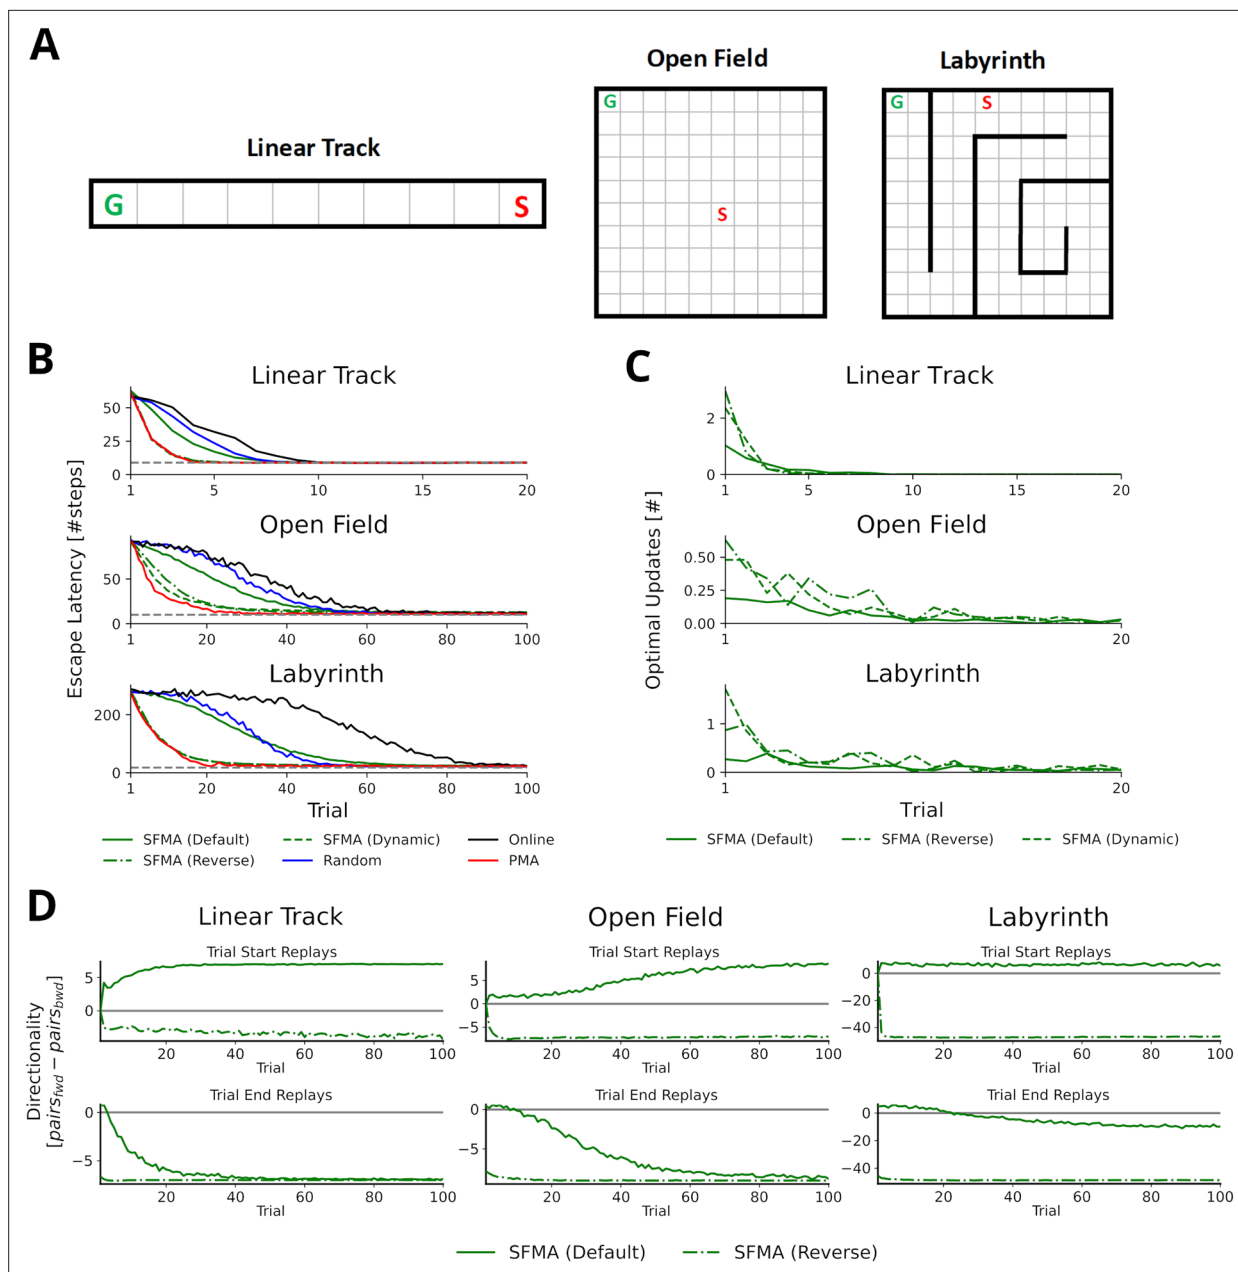 A
Linear Track
G
S
Open Field
G
S
Labyrinth
G
S
B
Escape Latency [#steps]
Linear Track
50
25
0
1
5
10
15
20
Open Field
50
0
1
20
40
60
80
100
Labyrinth
200
0
1
20
40
60
80
100
Trial
SFMA (Default)
SFMA (Dynamic)
Online
SFMA (Reverse)
Random
PMA
C
Optimal Updates [#]
Linear Track
2
0
1
5
10
15
20
Open Field
0.50
0.25
0.00
1
20
Labyrinth
1
0
1
20
Trial
SFMA (Default)
SFMA (Reverse)
SFMA (Dynamic)
D
Directionality
[pairs_fwd − pairs_bwd]
Linear Track
Trial Start Replays
5
0
20
40
60
80
100
Trial
Trial End Replays
0
−5
20
40
60
80
100
Trial
Open Field
Trial Start Replays
5
0
−5
20
40
60
80
100
Trial
Trial End Replays
0
−5
20
40
60
80
100
Trial
Labyrinth
Trial Start Replays
0
−20
−40
20
40
60
80
100
Trial
Trial End Replays
0
−20
−40
20
40
60
80
100
Trial
SFMA (Default)
SFMA (Reverse)